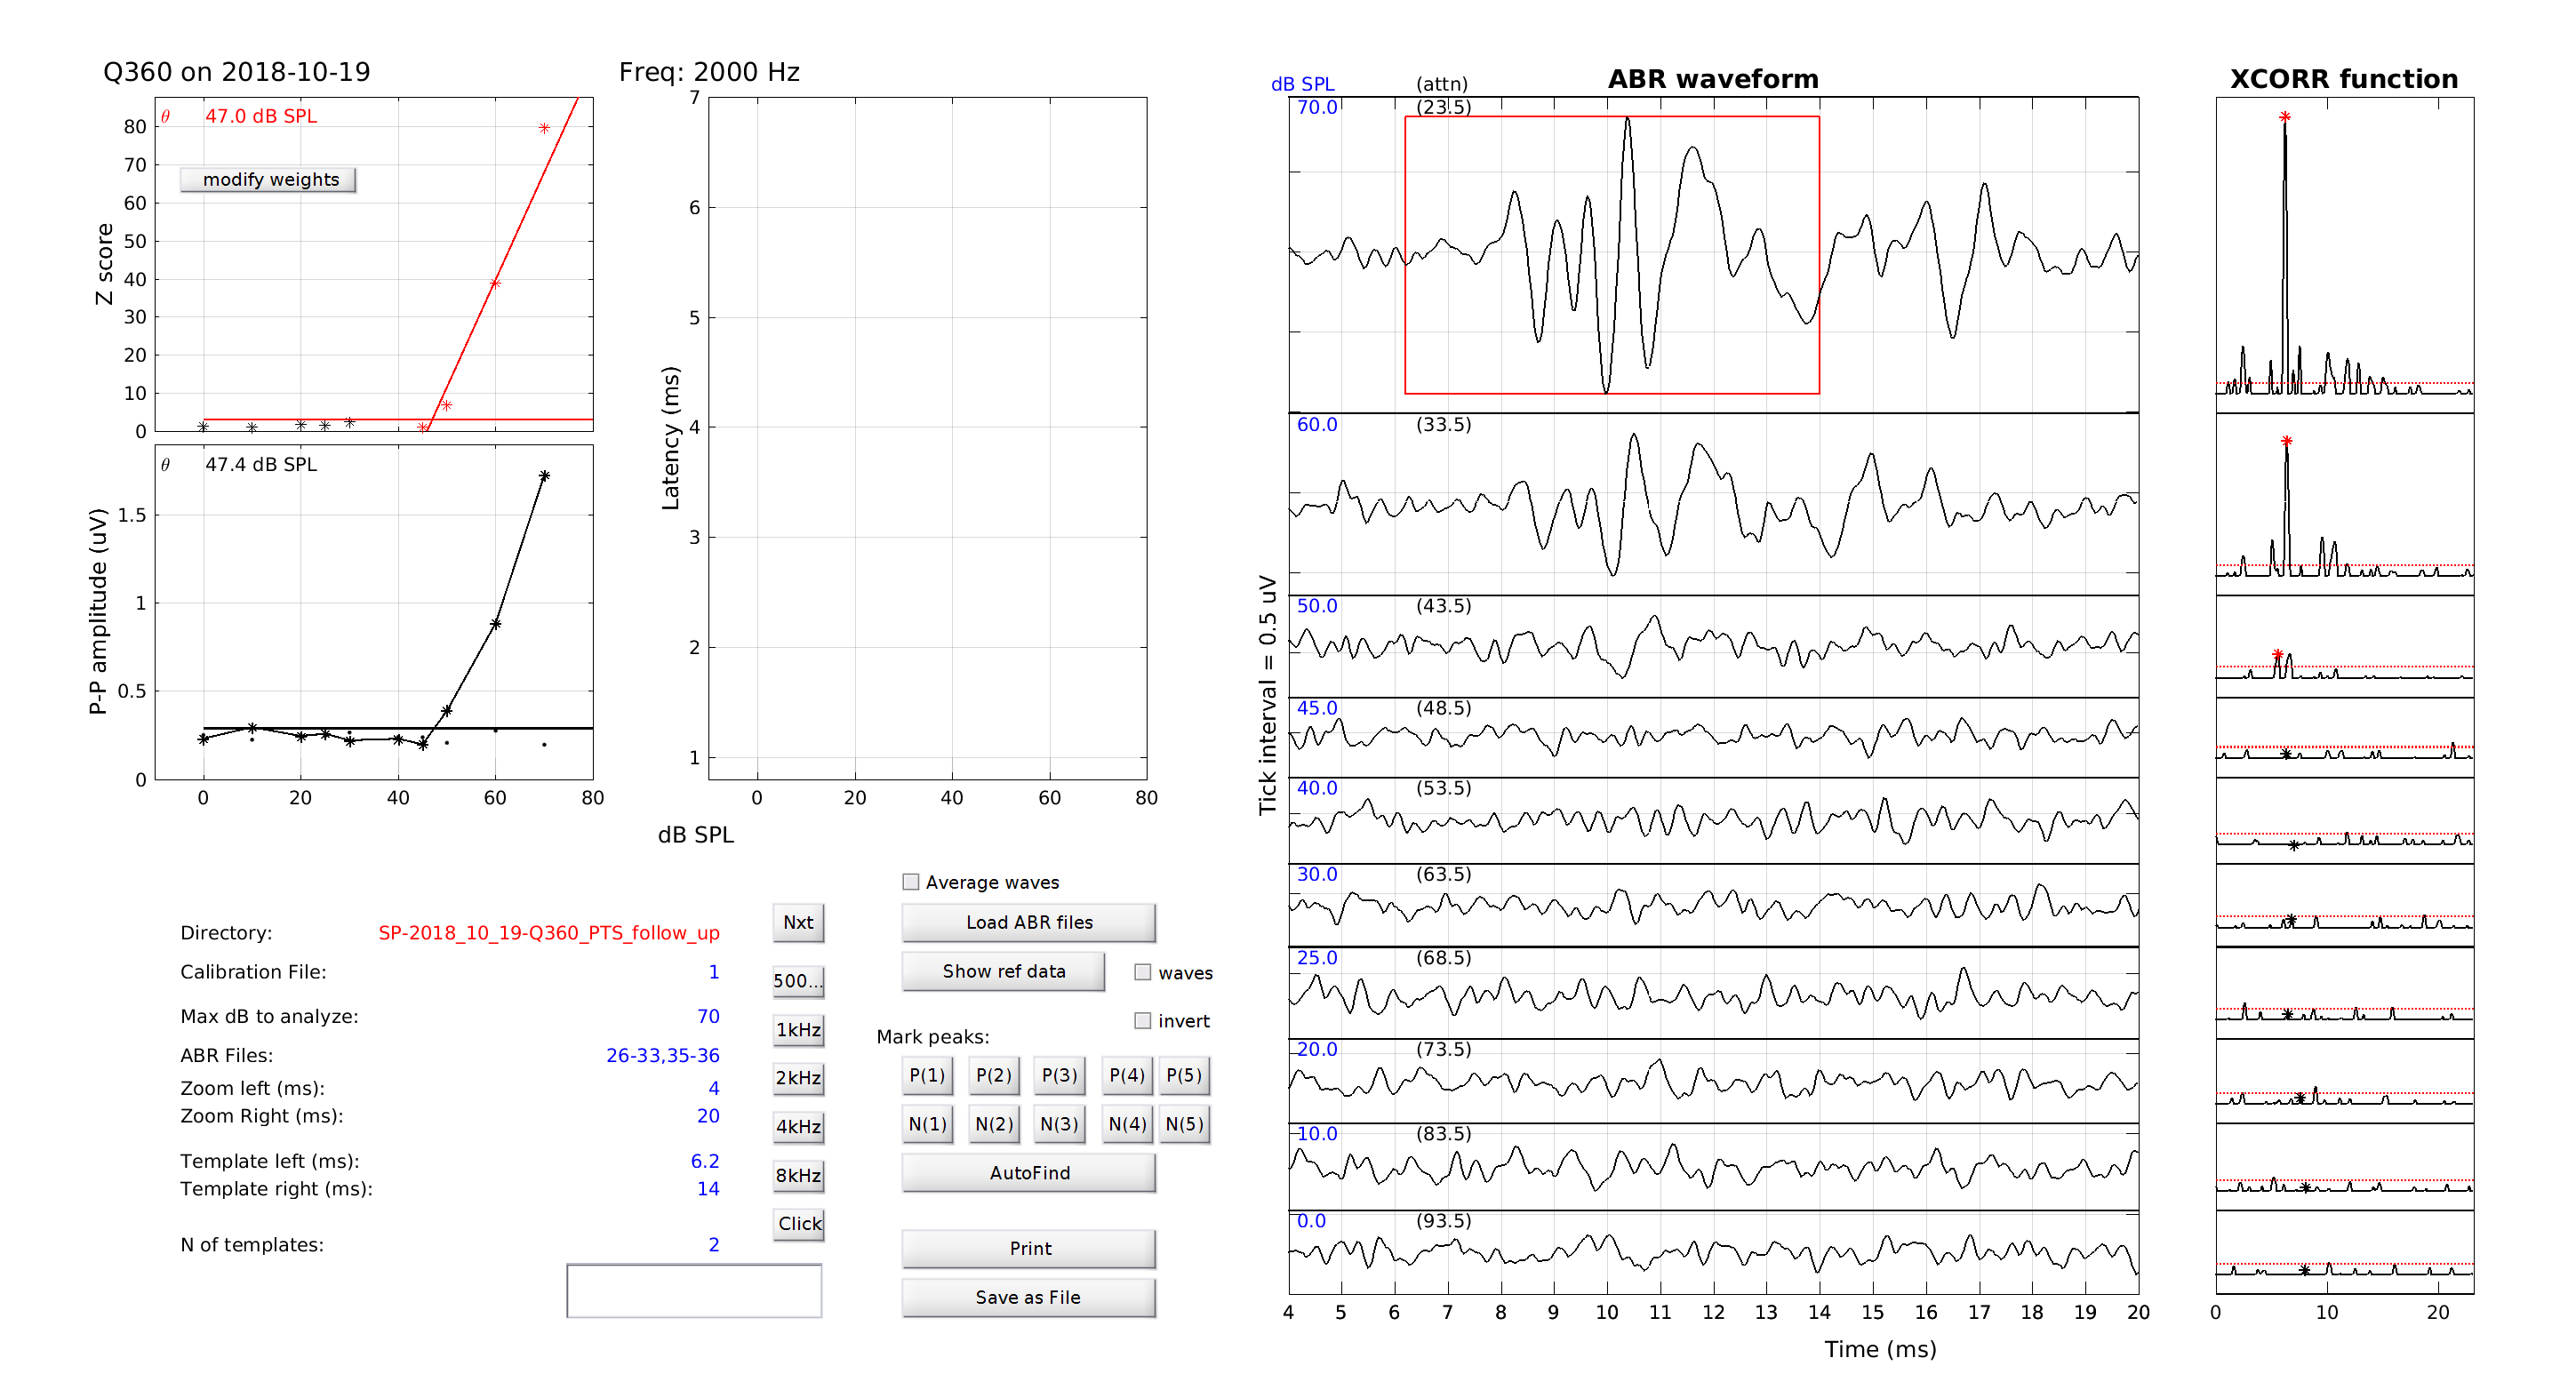 Q360 on 2018-10-19
Freq: 2000 Hz
θ 47.0 dB SPL
modify weights
Z score
80
70
60
50
40
30
20
10
0
θ 47.4 dB SPL
P-P amplitude (uV)
1.5
1
0.5
0
0 20 40 60 80
Latency (ms)
7
6
5
4
3
2
1
0 20 40 60 80
dB SPL
Directory: SP-2018_10_19-Q360_PTS_follow_up
Calibration File: 1
Max dB to analyze: 70
ABR Files: 26-33,35-36
Zoom left (ms): 4
Zoom Right (ms): 20
Template left (ms): 6.2
Template right (ms): 14
N of templates: 2
Nxt
500...
1kHz
2kHz
4kHz
8kHz
Click
Average waves
Load ABR files
Show ref data
waves
invert
Mark peaks:
P(1) P(2) P(3) P(4) P(5)
N(1) N(2) N(3) N(4) N(5)
AutoFind
Print
Save as File
dB SPL (attn) ABR waveform
70.0 (23.5)
60.0 (33.5)
50.0 (43.5)
45.0 (48.5)
40.0 (53.5)
30.0 (63.5)
25.0 (68.5)
20.0 (73.5)
10.0 (83.5)
0.0 (93.5)
Tick interval = 0.5 uV
4 5 6 7 8 9 10 11 12 13 14 15 16 17 18 19 20
Time (ms)
XCORR function
0 10 20